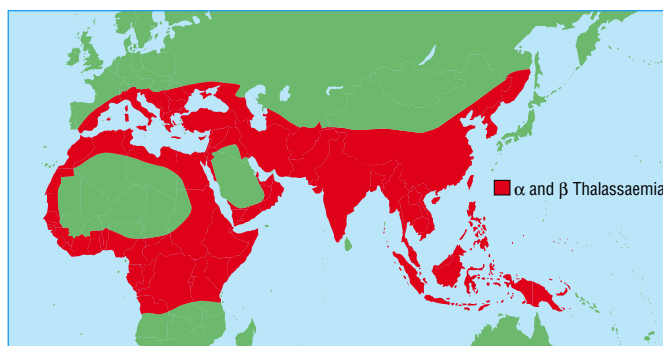 α and β Thalassaemia